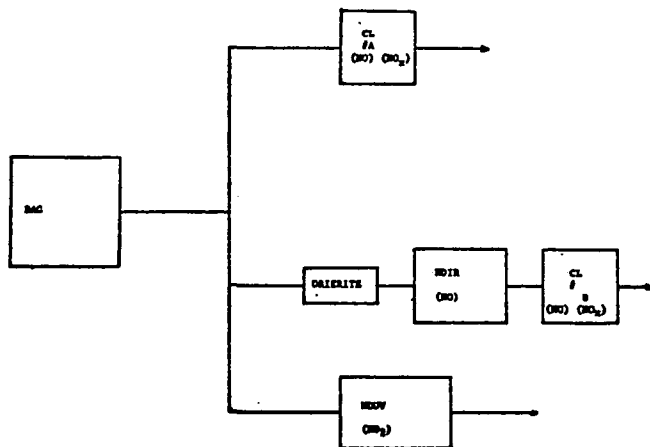 CL
#A
(NO) (NOx)
BAG
DRIERITE
NDIR
(NO)
CL
#
B
(NO) (NOx)
NDUV
(NO2)